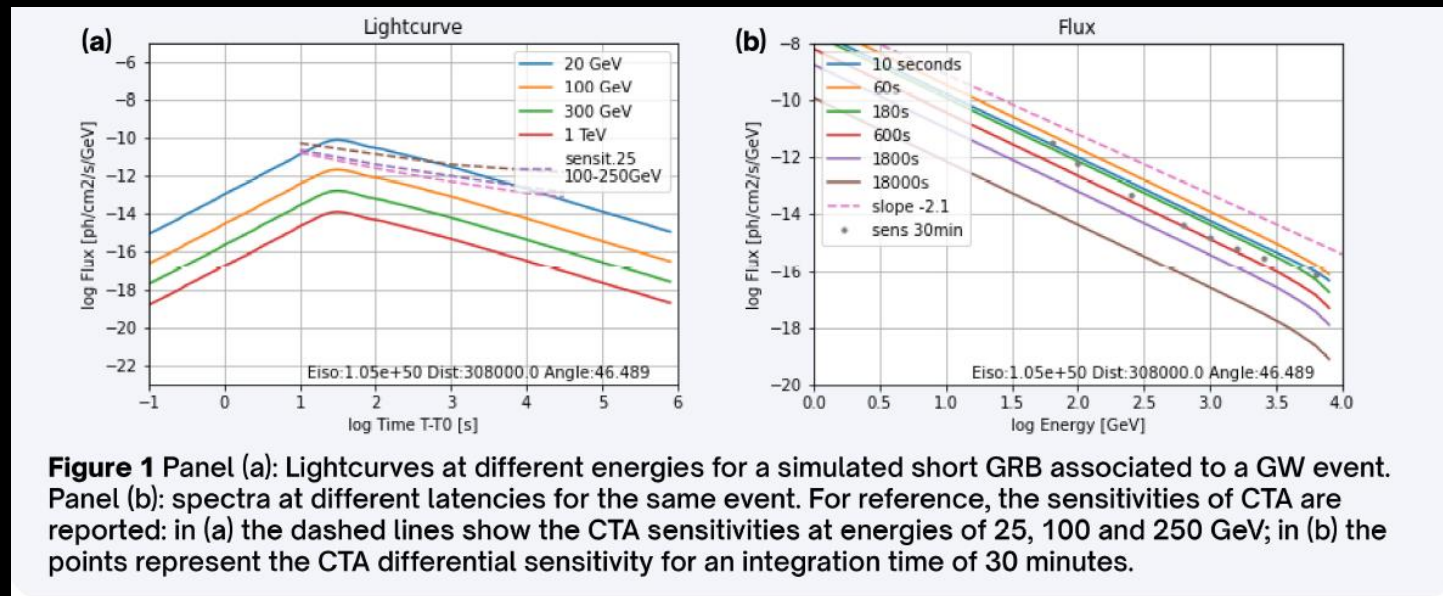 (a)
Lightcurve
log Flux [ph/cm2/s/GeV]
−6
−8
−10
−12
−14
−16
−18
−20
−22
20 GeV
100 GeV
300 GeV
1 TeV
sensit.25
100-250GeV
Eiso:1.05e+50 Dist:308000.0 Angle:46.489
−1 0 1 2 3 4 5 6
log Time T-T0 [s]
(b)
Flux
log Flux [ph/cm2/s/GeV]
−8
−10
−12
−14
−16
−18
−20
10 seconds
60s
180s
600s
1800s
18000s
slope -2.1
sens 30min
Eiso:1.05e+50 Dist:308000.0 Angle:46.489
0.0 0.5 1.0 1.5 2.0 2.5 3.0 3.5 4.0
log Energy [GeV]
Figure 1 Panel (a): Lightcurves at different energies for a simulated short GRB associated to a GW event.
Panel (b): spectra at different latencies for the same event. For reference, the sensitivities of CTA are
reported: in (a) the dashed lines show the CTA sensitivities at energies of 25, 100 and 250 GeV; in (b) the
points represent the CTA differential sensitivity for an integration time of 30 minutes.